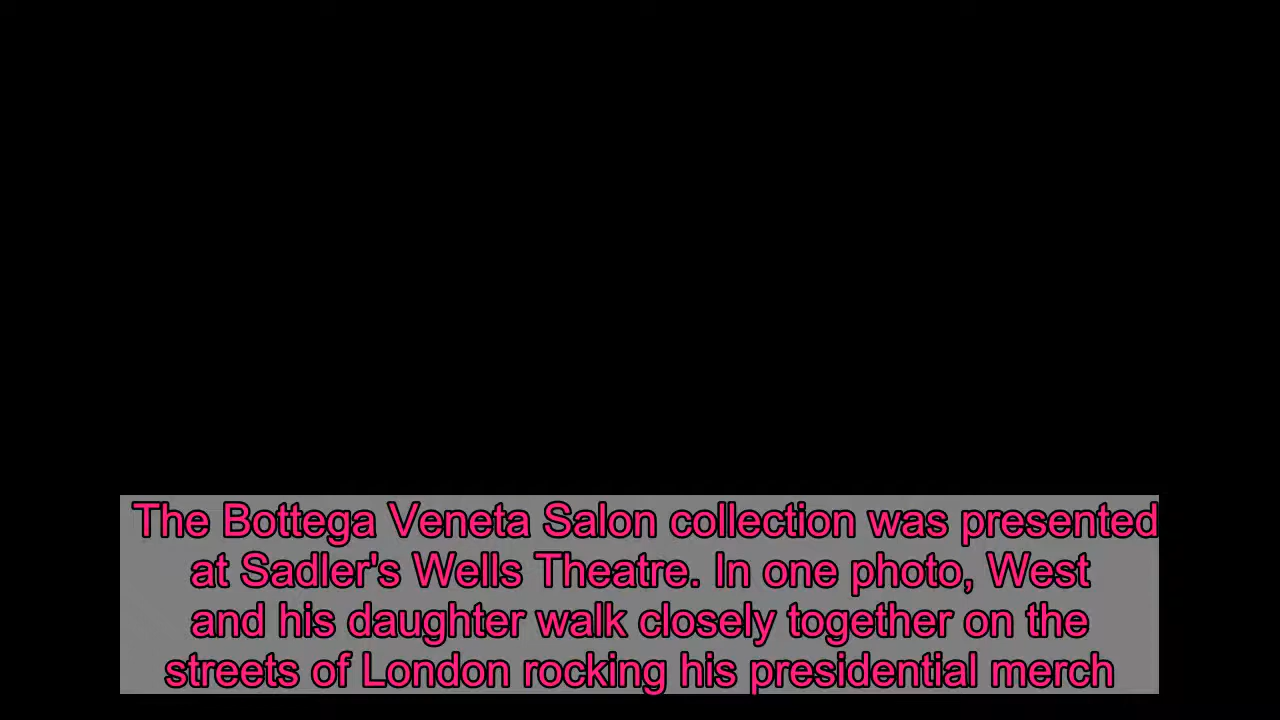 The Bottega Veneta Salon collection was presented
at Sadler's Wells Theatre. In one photo, West
and his daughter walk closely together on the
streets of London rocking his presidential merch